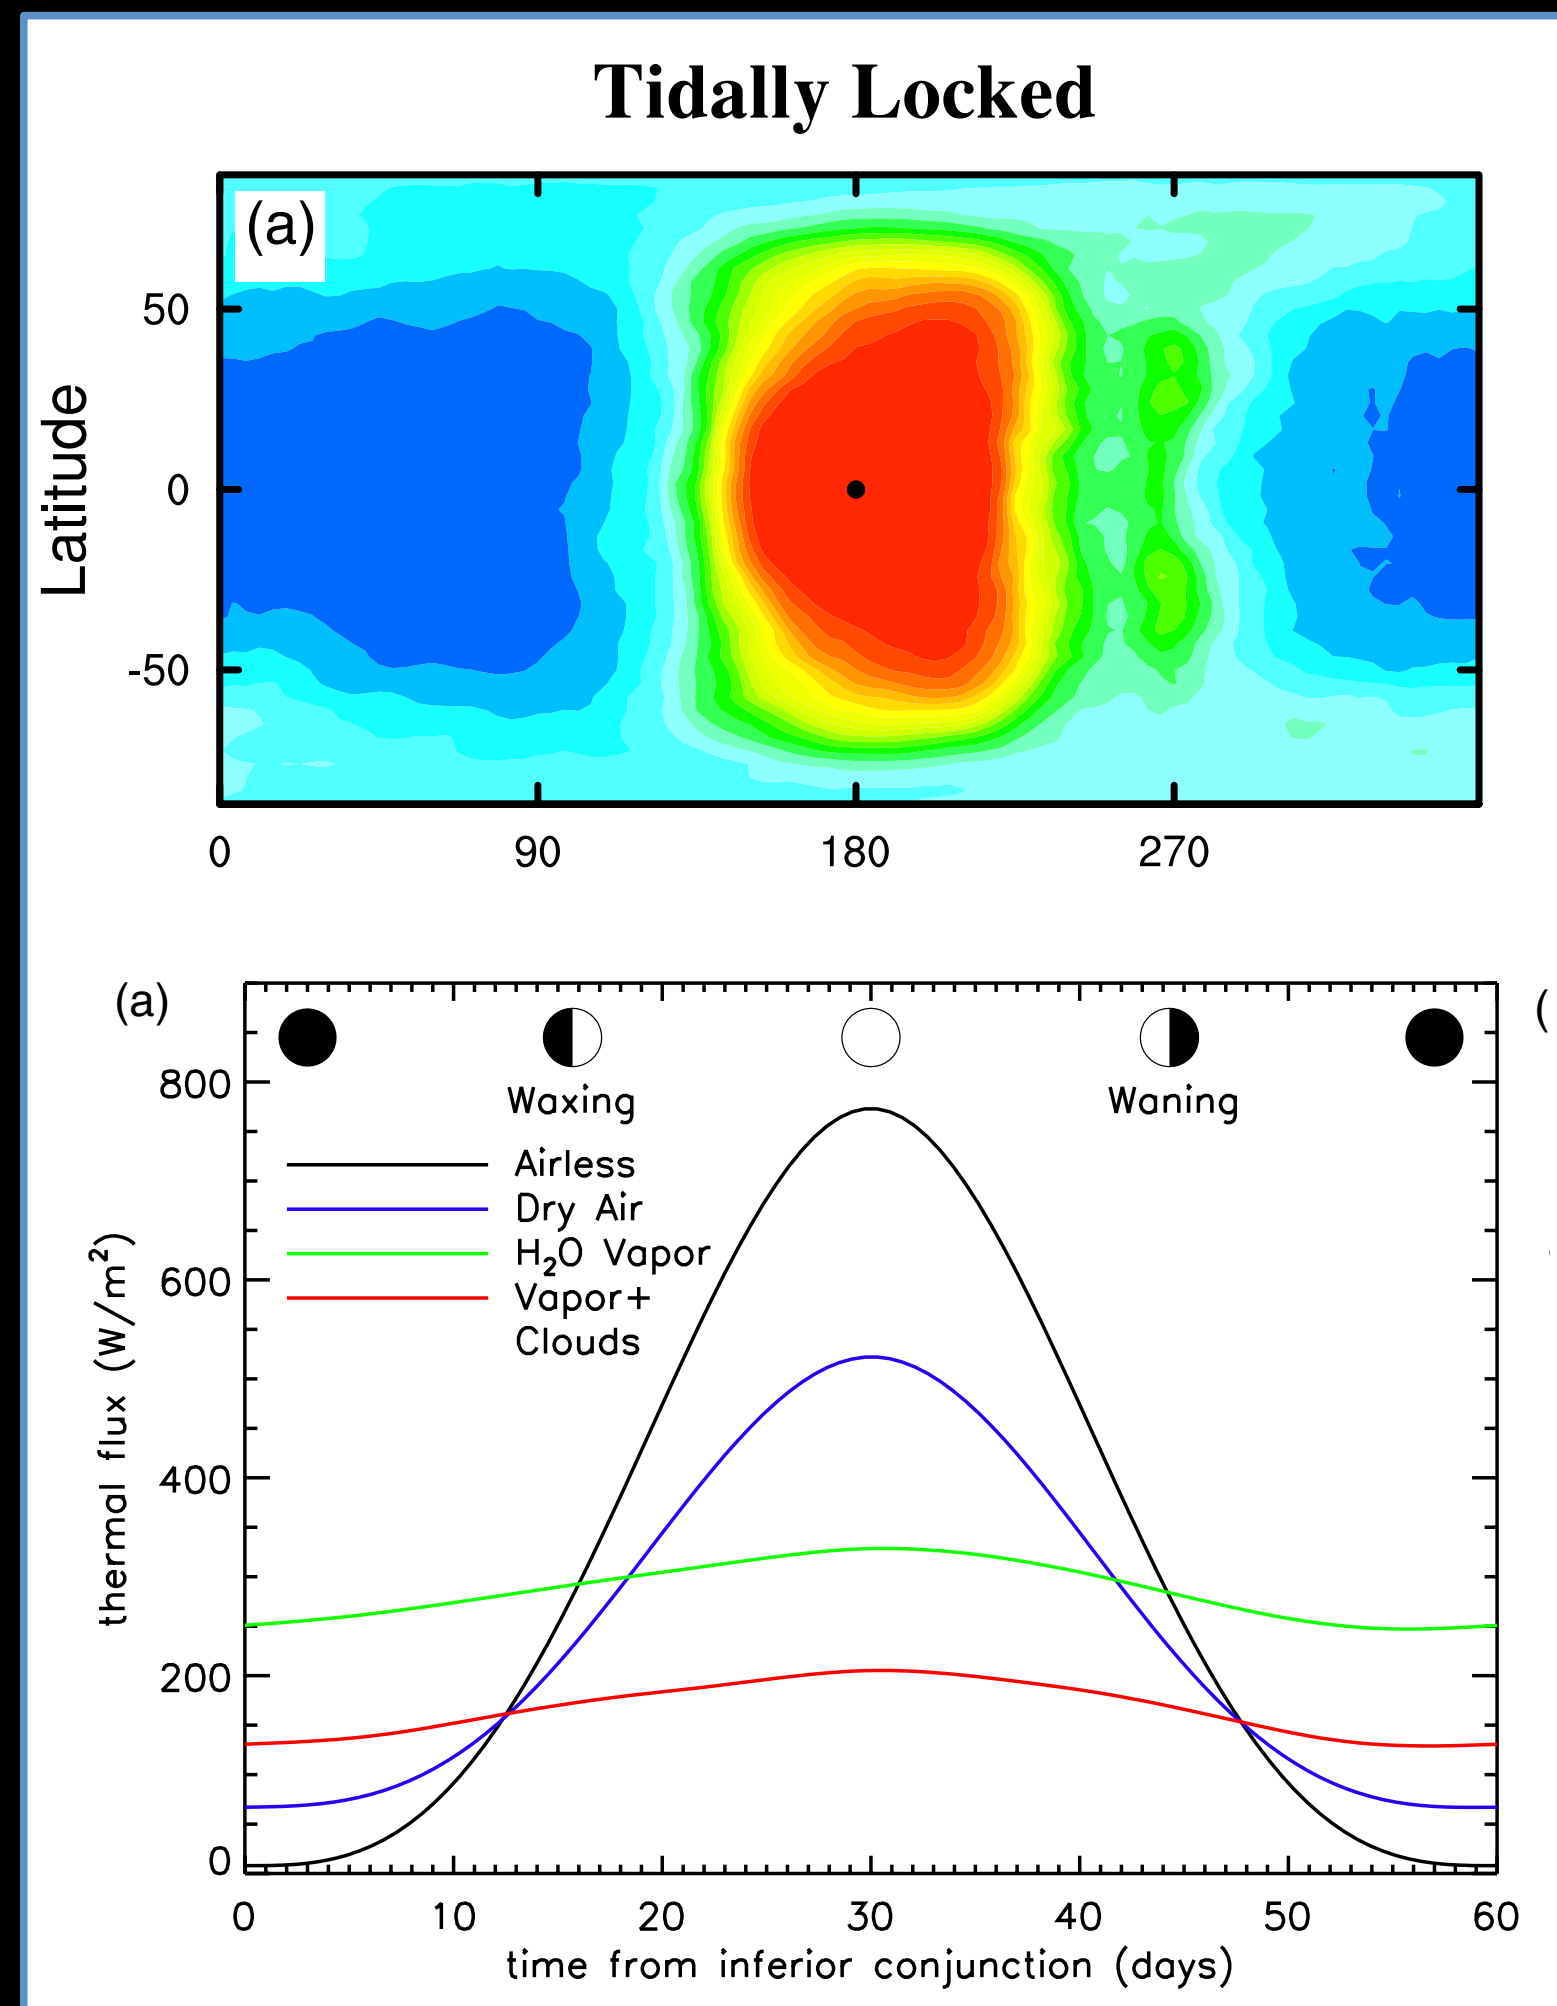 Tidally Locked
(a)
50
0
-50
Latitude
0 90 180 270
(a)
(
Waxing
Waning
Airless
Dry Air
H₂O Vapor
Vapor+
Clouds
800
600
400
200
0
thermal flux (W/m²)
0 10 20 30 40 50 60
time from inferior conjunction (days)